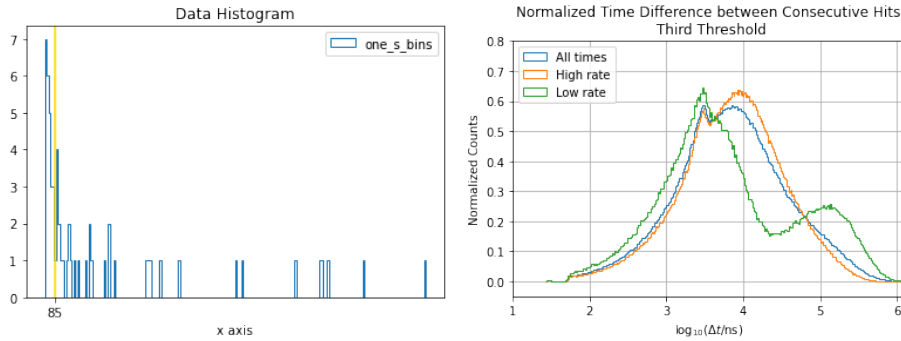 Data Histogram
7
6
5
4
3
2
1
0
one_s_bins
85
x axis
Normalized Time Difference between Consecutive Hits
Third Threshold
0.8
0.7
0.6
0.5
0.4
0.3
0.2
0.1
0.0
Normalized Counts
All times
High rate
Low rate
1 2 3 4 5 6
log₁₀(Δt/ns)